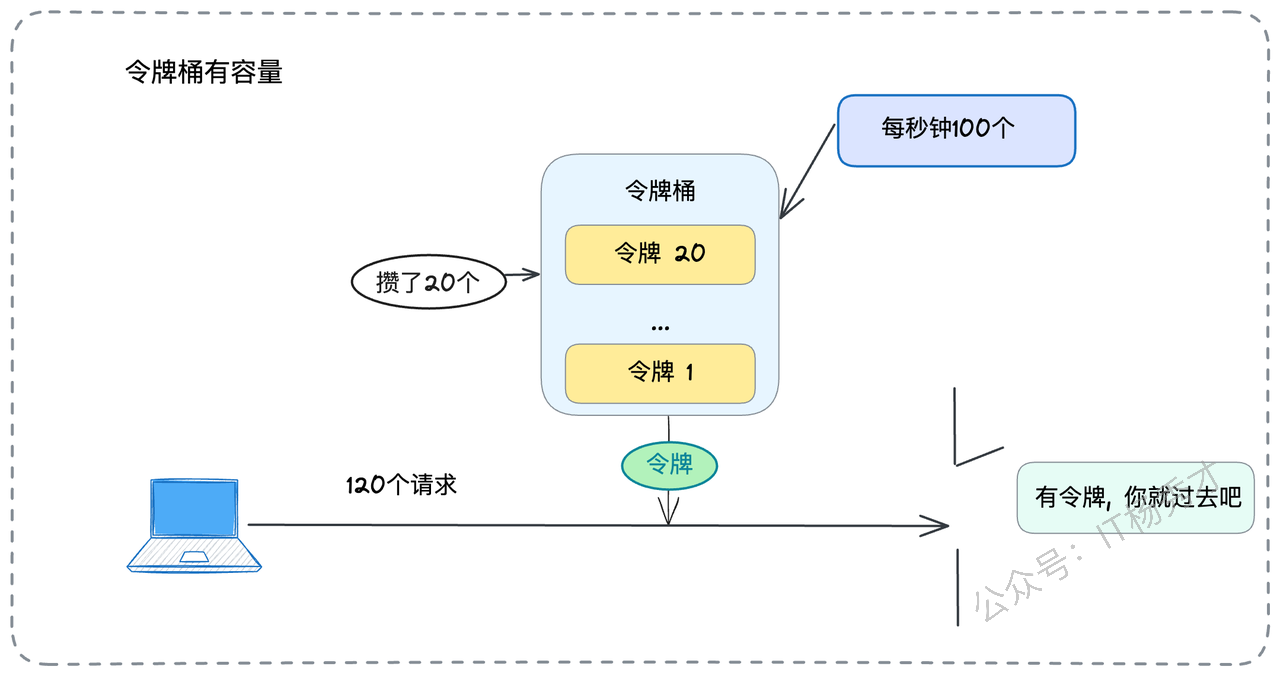 令牌桶有容量
每秒钟100个
令牌桶
令牌 20
攒了20个
...
令牌 1
令牌
120个请求
有令牌，你就过去吧
公众号：IT杨秀才